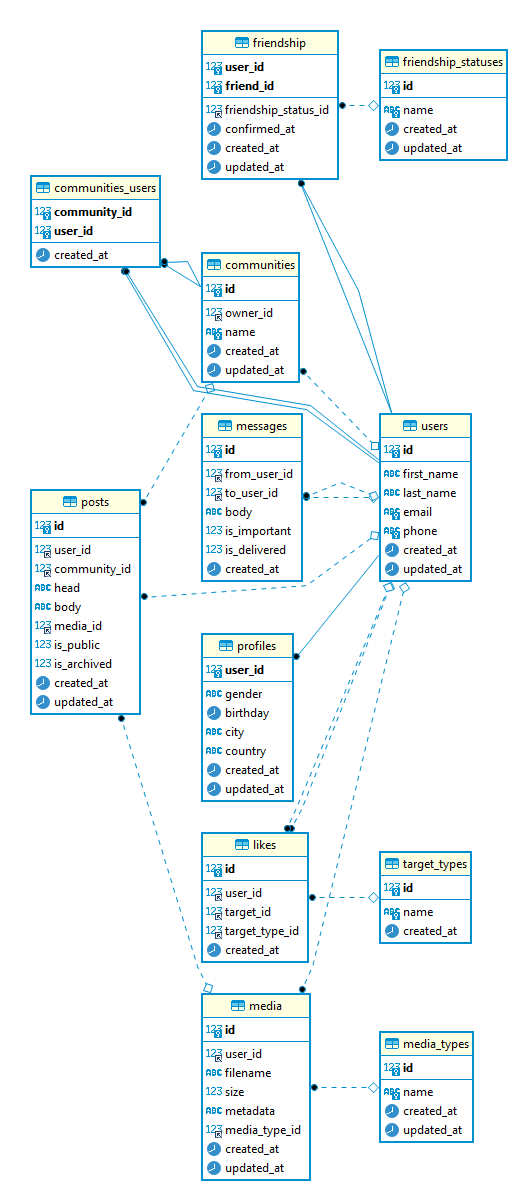 friendship
123 user_id
123 friend_id
123 friendship_status_id
confirmed_at
created_at
updated_at
friendship_statuses
123 id
ABC name
created_at
updated_at
communities_users
123 community_id
123 user_id
created_at
communities
123 id
123 owner_id
ABC name
created_at
updated_at
messages
123 id
123 from_user_id
123 to_user_id
ABC body
123 is_important
123 is_delivered
created_at
users
123 id
ABC first_name
ABC last_name
ABC email
ABC phone
created_at
updated_at
posts
123 id
123 user_id
123 community_id
ABC head
ABC body
123 media_id
123 is_public
123 is_archived
created_at
updated_at
profiles
123 user_id
ABC gender
birthday
ABC city
ABC country
created_at
updated_at
likes
123 id
123 user_id
123 target_id
123 target_type_id
created_at
target_types
123 id
ABC name
created_at
media
123 id
123 user_id
ABC filename
123 size
ABC metadata
123 media_type_id
created_at
updated_at
media_types
123 id
ABC name
created_at
updated_at